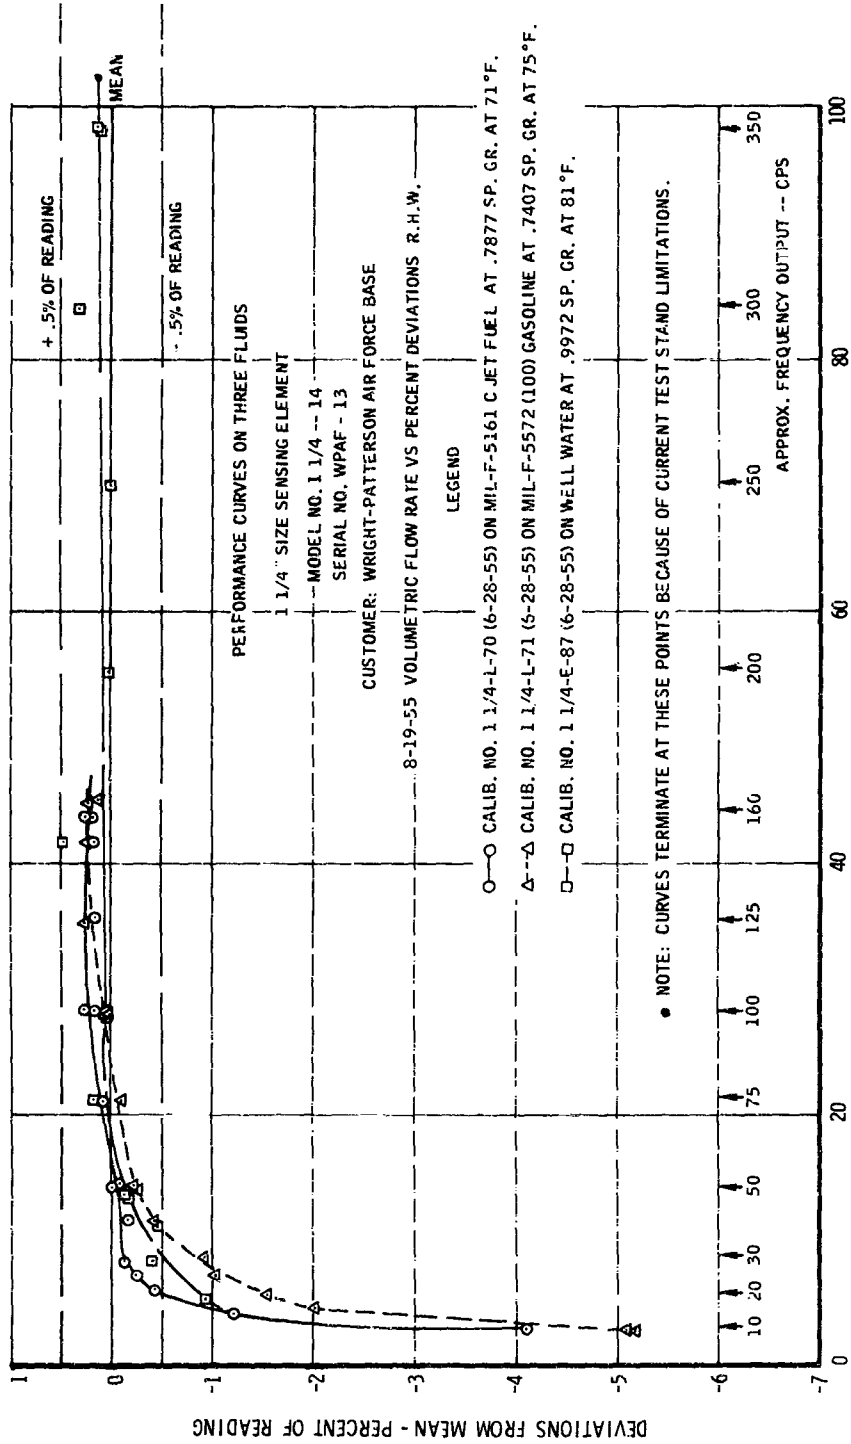 + .5% OF READING
MEAN
- .5% OF READING
PERFORMANCE CURVES ON THREE FLUIDS
1 1/4" SIZE SENSING ELEMENT
MODEL NO. 1 1/4 -- 14
SERIAL NO. WPAF - 13
CUSTOMER: WRIGHT-PATTERSON AIR FORCE BASE
8-19-55 VOLUMETRIC FLOW RATE VS PERCENT DEVIATIONS R.H.W.
LEGEND
CALIB. NO. 1 1/4-L-70 (6-28-55) ON MIL-F-5161 C JET FUEL AT .7877 SP. GR. AT 71°F.
CALIB. NO. 1 1/4-L-71 (6-28-55) ON MIL-F-5572 (100) GASOLINE AT .7407 SP. GR. AT 75°F.
CALIB. NO. 1 1/4-E-87 (6-28-55) ON WELL WATER AT .9972 SP. GR. AT 81°F.
• NOTE: CURVES TERMINATE AT THESE POINTS BECAUSE OF CURRENT TEST STAND LIMITATIONS.
APPROX. FREQUENCY OUTPUT -- CPS
10 20 30 50 75 100 125 160 200 250 300 350
0 20 40 60 80 100
1
0
-1
-2
-3
-4
-5
-6
-7
DEVIATIONS FROM MEAN - PERCENT OF READING